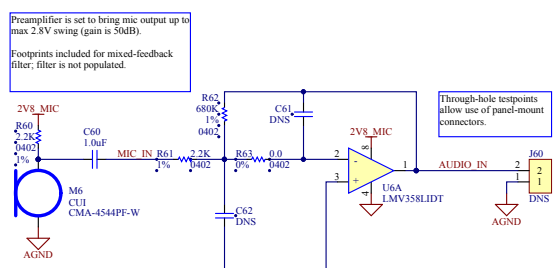 Preamplifier is set to bring mic output up to
max 2.8V swing (gain is 50dB).
Footprints included for mixed-feedback
filter; filter is not populated.
2V8_MIC
R60
2.2K
0402
1%
C60
1.0uF
MIC_IN
R61
1%
2.2K
0402
R62
680K
1%
0402
C61
DNS
R63
0%
0.0
0402
C62
DNS
M6
CUI
CMA-4544PF-W
AGND
2V8_MIC
8
2
-
3
+
1
4
U6A
LMV358LIDT
AGND
AUDIO_IN
Through-hole testpoints
allow use of panel-mount
connectors.
J60
2
1
2
1
DNS
AGND